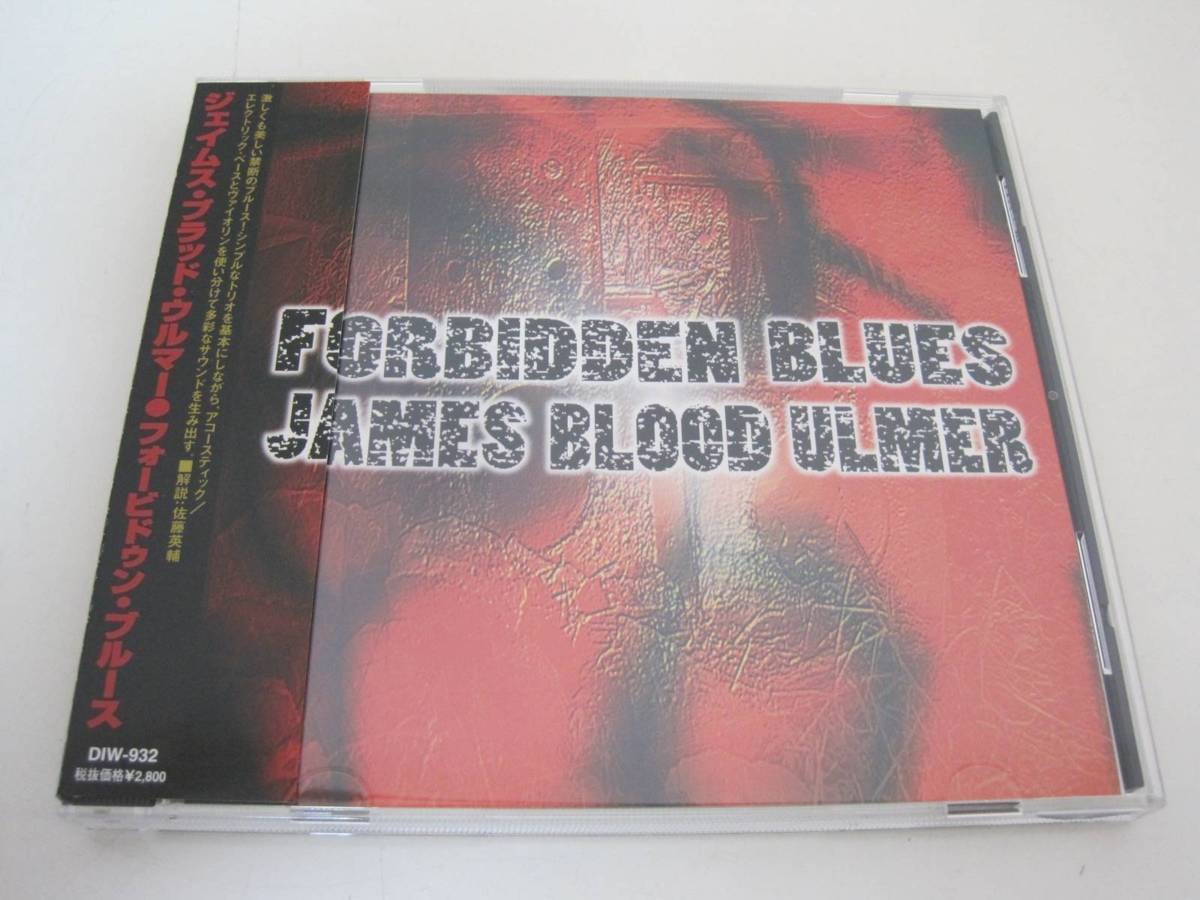 ジェイムス・ブラッド・ウルマー●フォービドゥン・ブルース
激しくも美しい禁断のブルース!シンプルなトリオを基本にしながら、アコースティック/
エレクトリック・ベースとヴァイオリンを使い分けて多彩なサウンドを生み出す。■解説:佐藤英輔
FORBIDDEN BLUES
JAMES BLOOD ULMER
DIW-932
税抜価格¥2,800